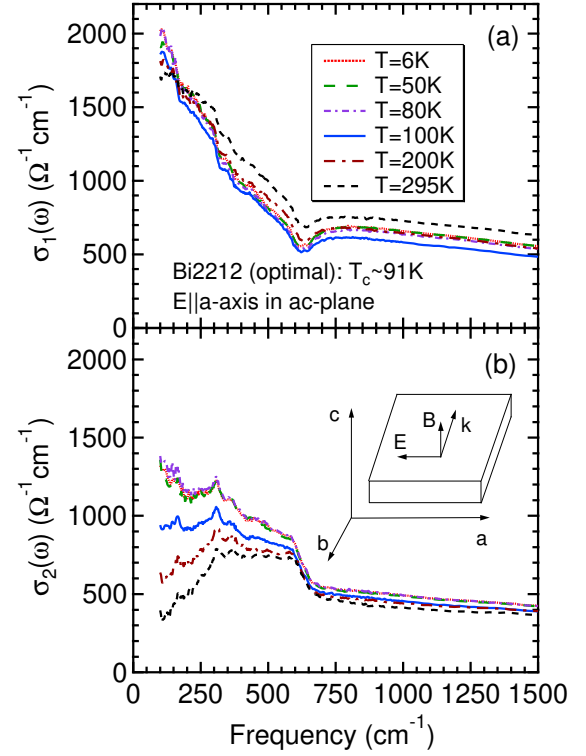 (a)
T=6K
T=50K
T=80K
T=100K
T=200K
T=295K
2000
1500
1000
500
0
σ₁(ω) (Ω⁻¹cm⁻¹)
Bi2212 (optimal): T_c~91K
E||a-axis in ac-plane
(b)
2000
1500
1000
500
0
σ₂(ω) (Ω⁻¹cm⁻¹)
c
B
k
E
b
a
0 250 500 750 1000 1250 1500
Frequency (cm⁻¹)